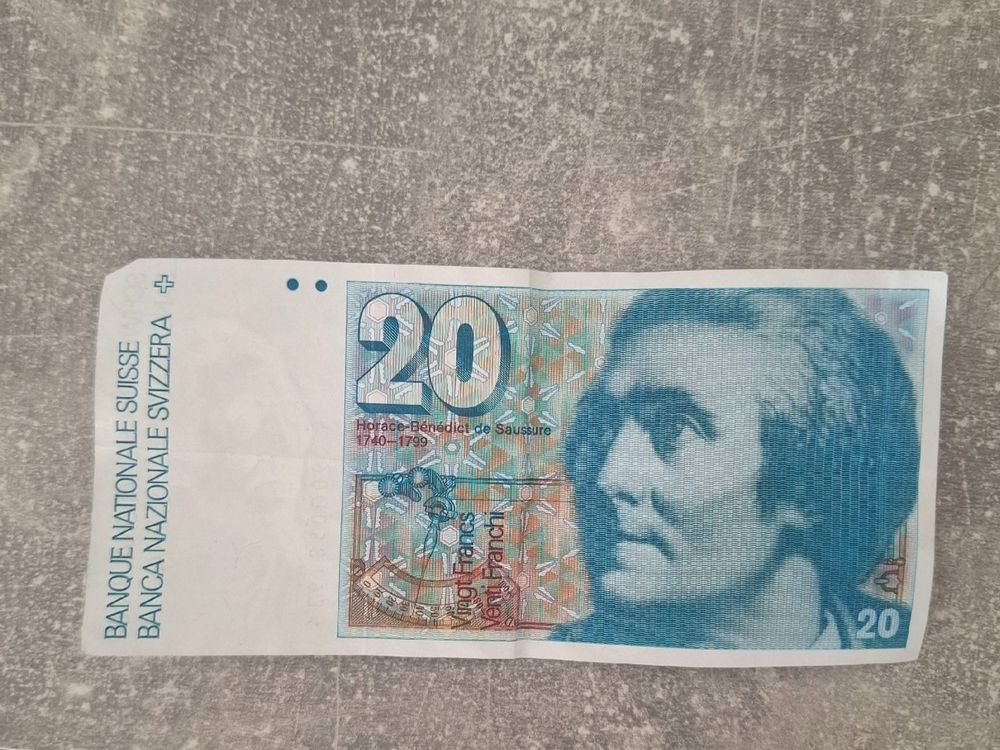 BANQUE NATIONALE SUISSE
BANCA NAZIONALE SVIZZERA
20
Horace-Bénédict de Saussure
1740–1799
Vingt Francs
Venti Franchi
20